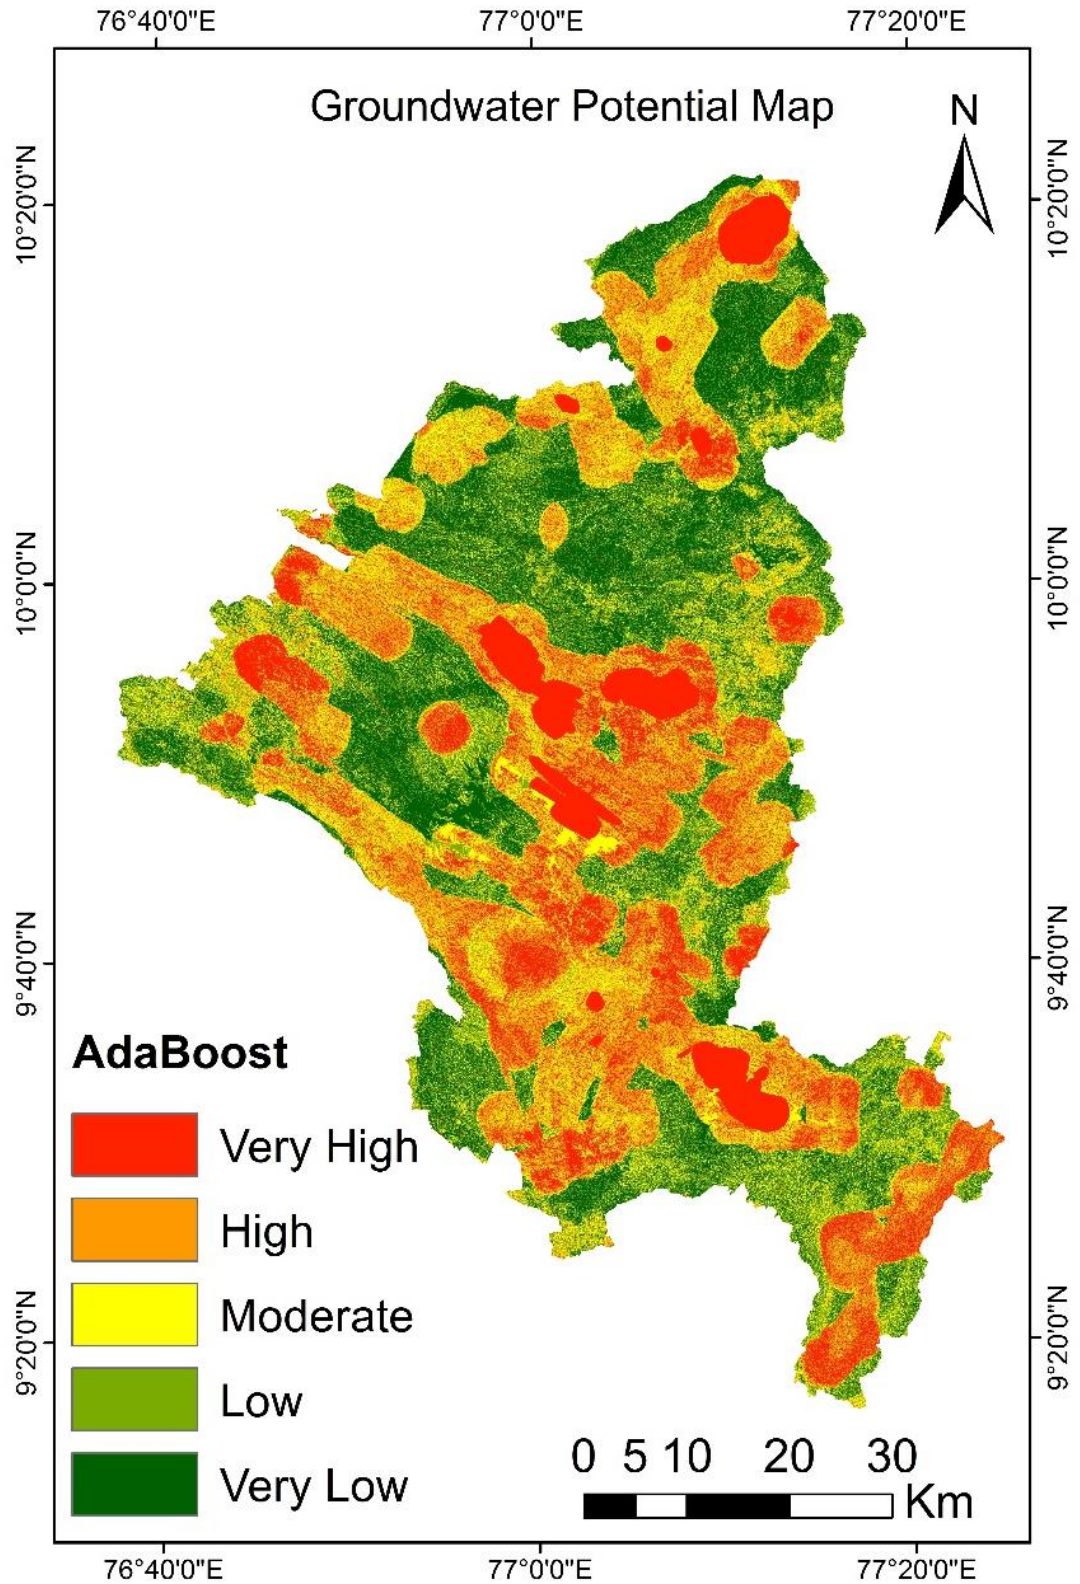 76°40'0"E 77°0'0"E 77°20'0"E
Groundwater Potential Map
N
10°20'0"N 10°20'0"N
10°0'0"N 10°0'0"N
9°40'0"N 9°40'0"N
AdaBoost
Very High
High
Moderate
9°20'0"N 9°20'0"N
Low
Very Low
0 5 10 20 30
Km
76°40'0"E 77°0'0"E 77°20'0"E